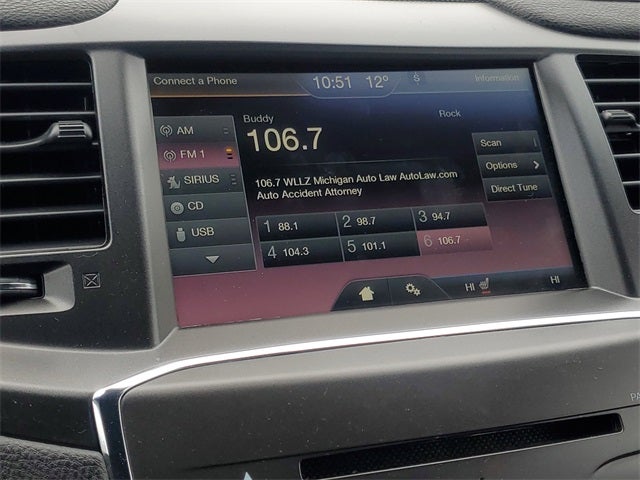 Connect a Phone 10:51 12° S Information
Buddy Rock
106.7
AM
FM 1
SIRIUS
CD
USB
106.7 WLLZ Michigan Auto Law AutoLaw.com
Auto Accident Attorney
Scan
Options
Direct Tune
1 88.1 2 98.7 3 94.7
4 104.3 5 101.1 6 106.7
HI HI